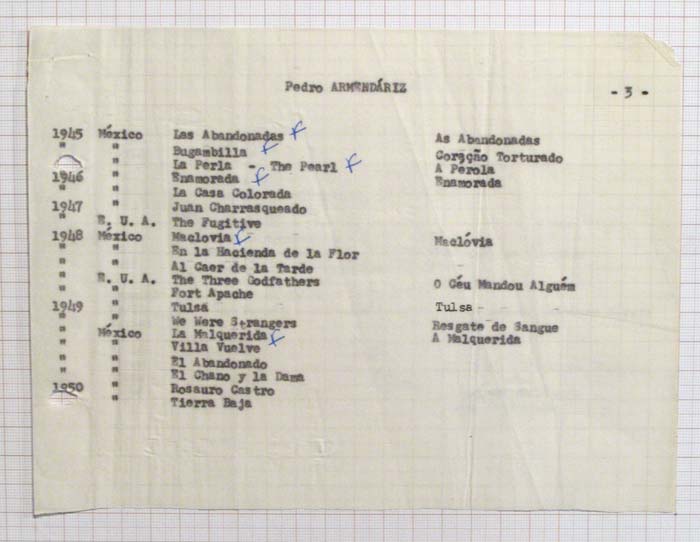 Pedro ARMENDÁRIZ
- 3 -
1945 México Las Abandonadas As Abandonadas
" " Bugambilla Coração Torturado
" " La Perla - The Pearl A Perola
1946 " Enamorada Enamorada
" " La Casa Colorada
1947 " Juan Charrasqueado
" E. U. A. The Fugitive
1948 México Maclovia Maclóvia
" " En la Hacienda de la Flor
" " Al Caer de la Tarde
" E. U. A. The Three Godfathers O Céu Mandou Alguém
" " Fort Apache
1949 " Tulsa Tulsa
" " We Were Strangers Resgate de Sangue
" México La Malquerida A Malquerida
" " Villa Vuelve
" " El Abandonado
" " El Chano y la Dama
1950 " Rosauro Castro
" " Tierra Baja